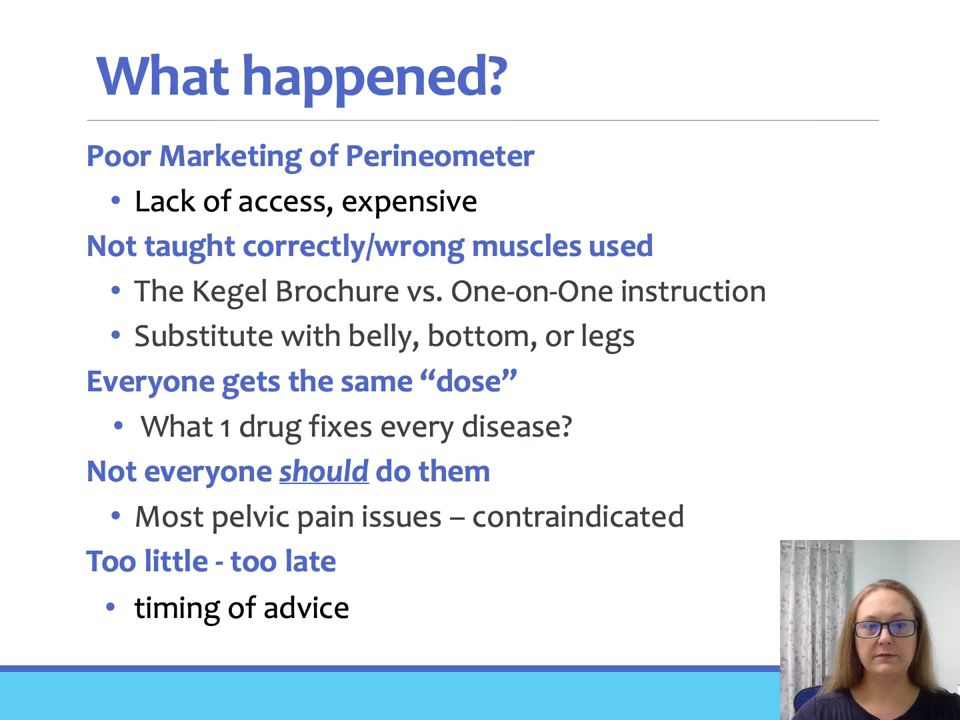 What happened?
Poor Marketing of Perineometer
• Lack of access, expensive
Not taught correctly/wrong muscles used
• The Kegel Brochure vs. One-on-One instruction
• Substitute with belly, bottom, or legs
Everyone gets the same “dose”
• What 1 drug fixes every disease?
Not everyone should do them
• Most pelvic pain issues – contraindicated
Too little - too late
• timing of advice